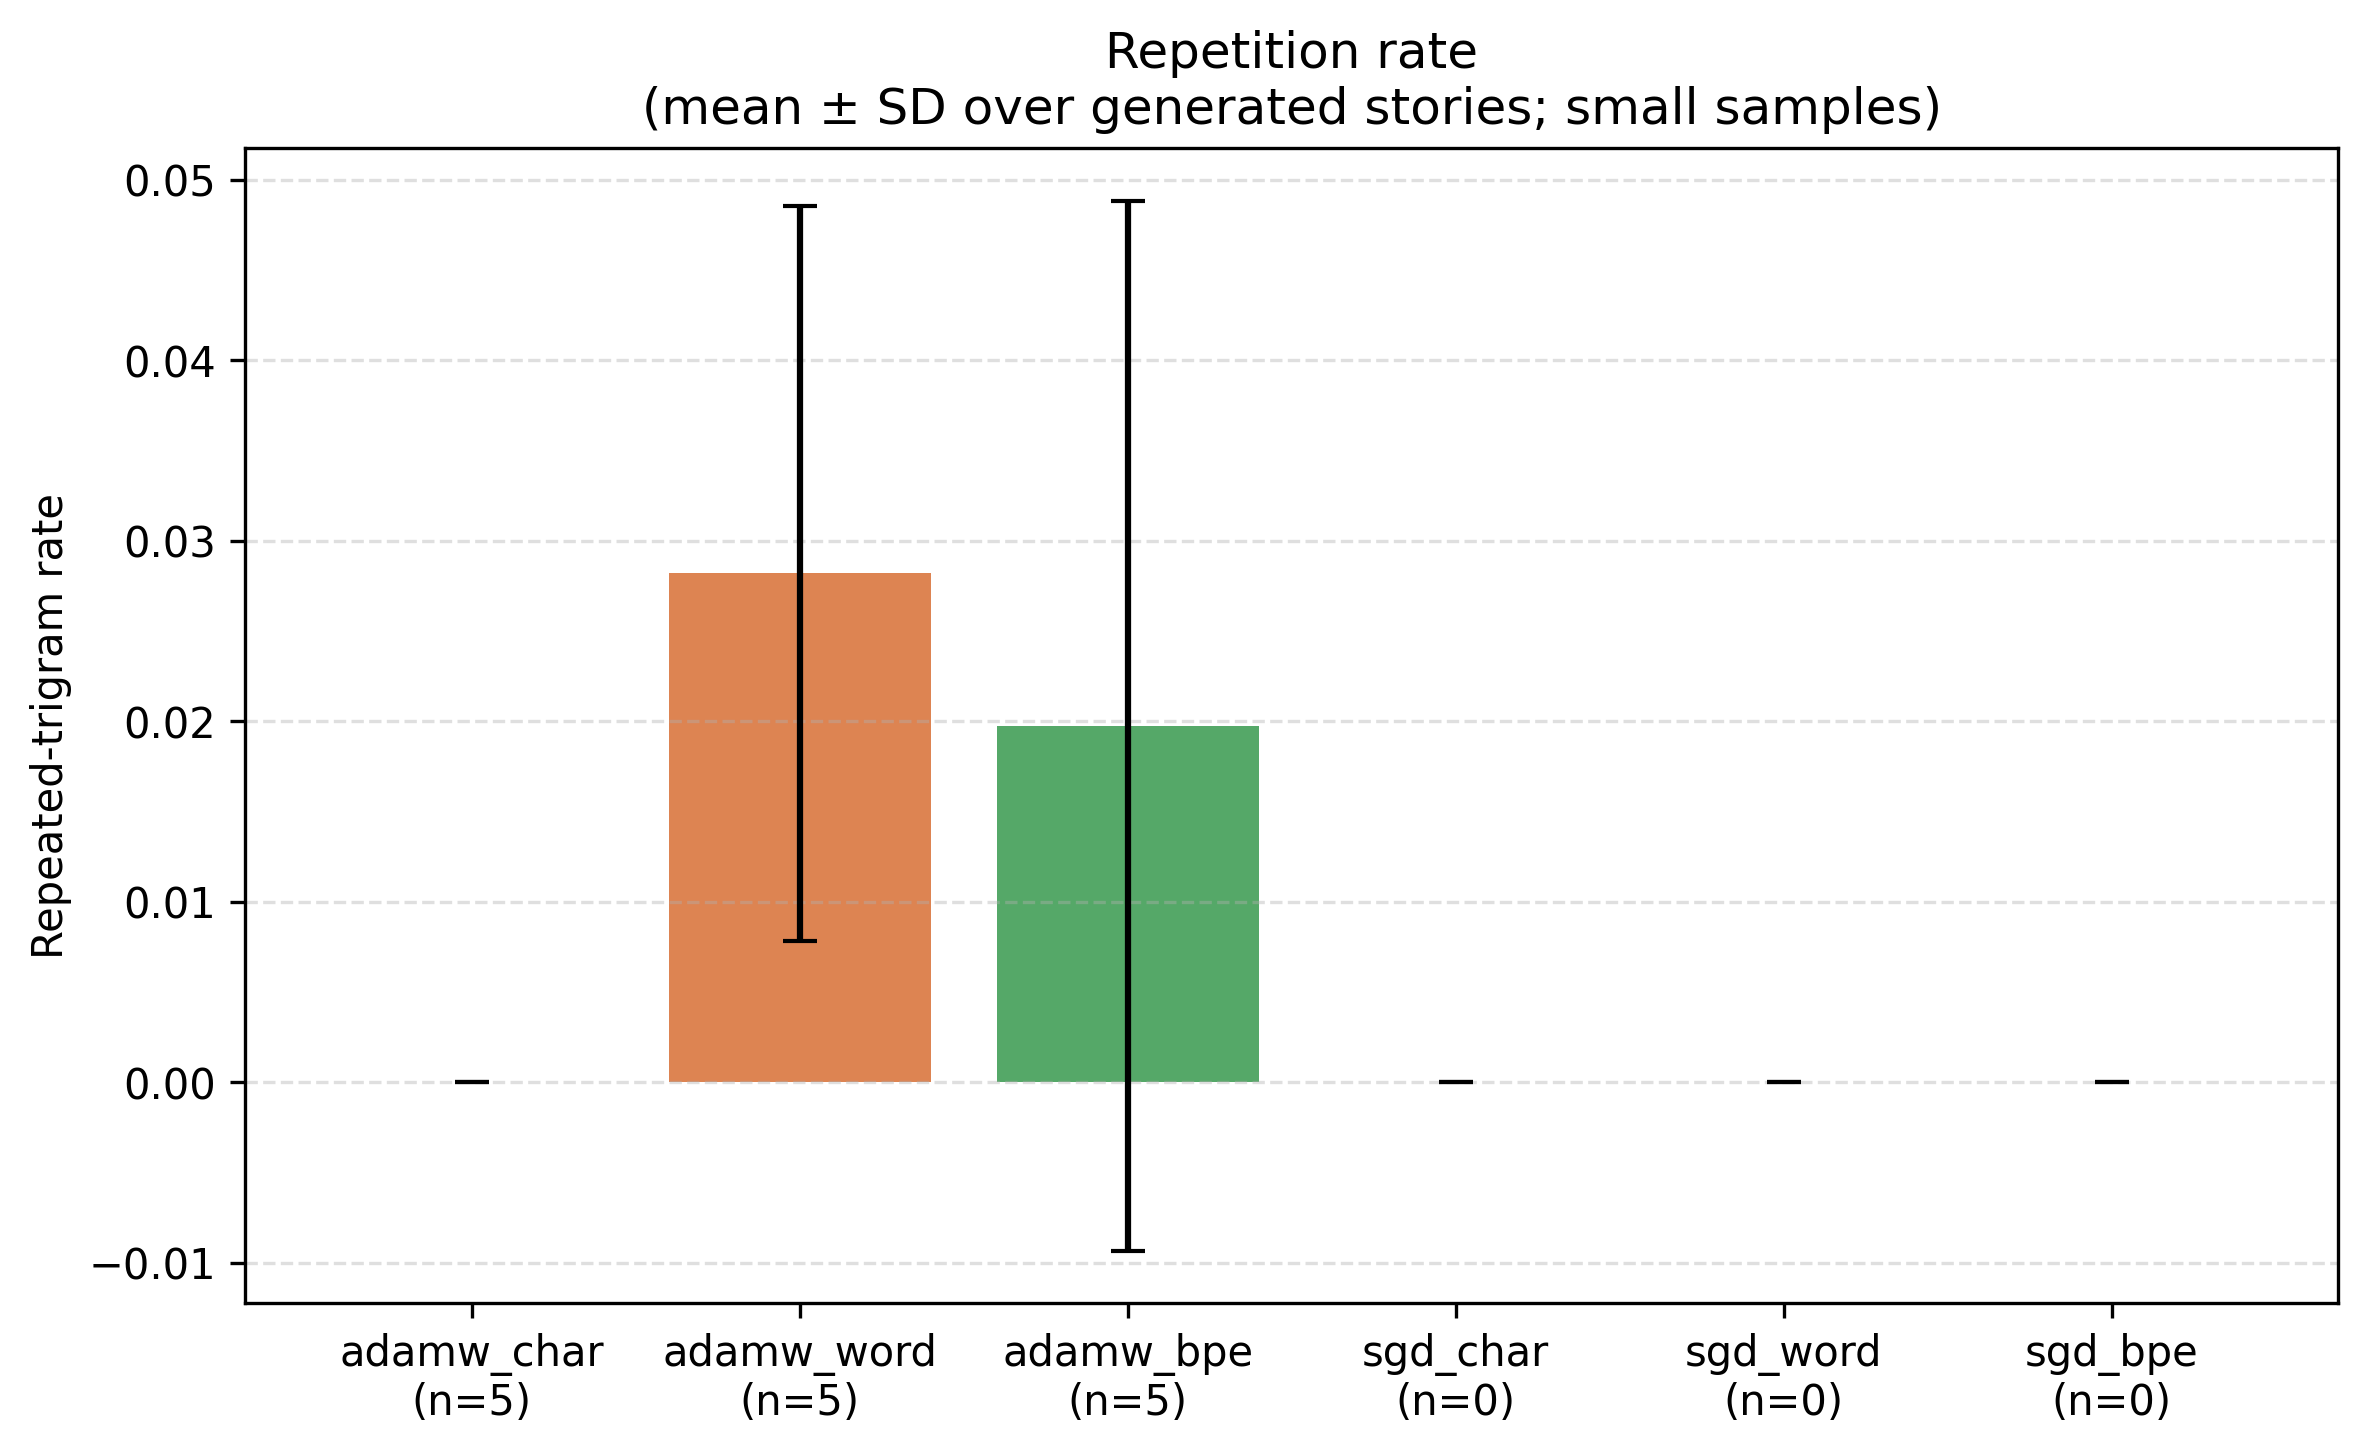 Repetition rate
(mean ± SD over generated stories; small samples)
Repeated-trigram rate
0.05
0.04
0.03
0.02
0.01
0.00
−0.01
adamw_char
(n=5)
adamw_word
(n=5)
adamw_bpe
(n=5)
sgd_char
(n=0)
sgd_word
(n=0)
sgd_bpe
(n=0)